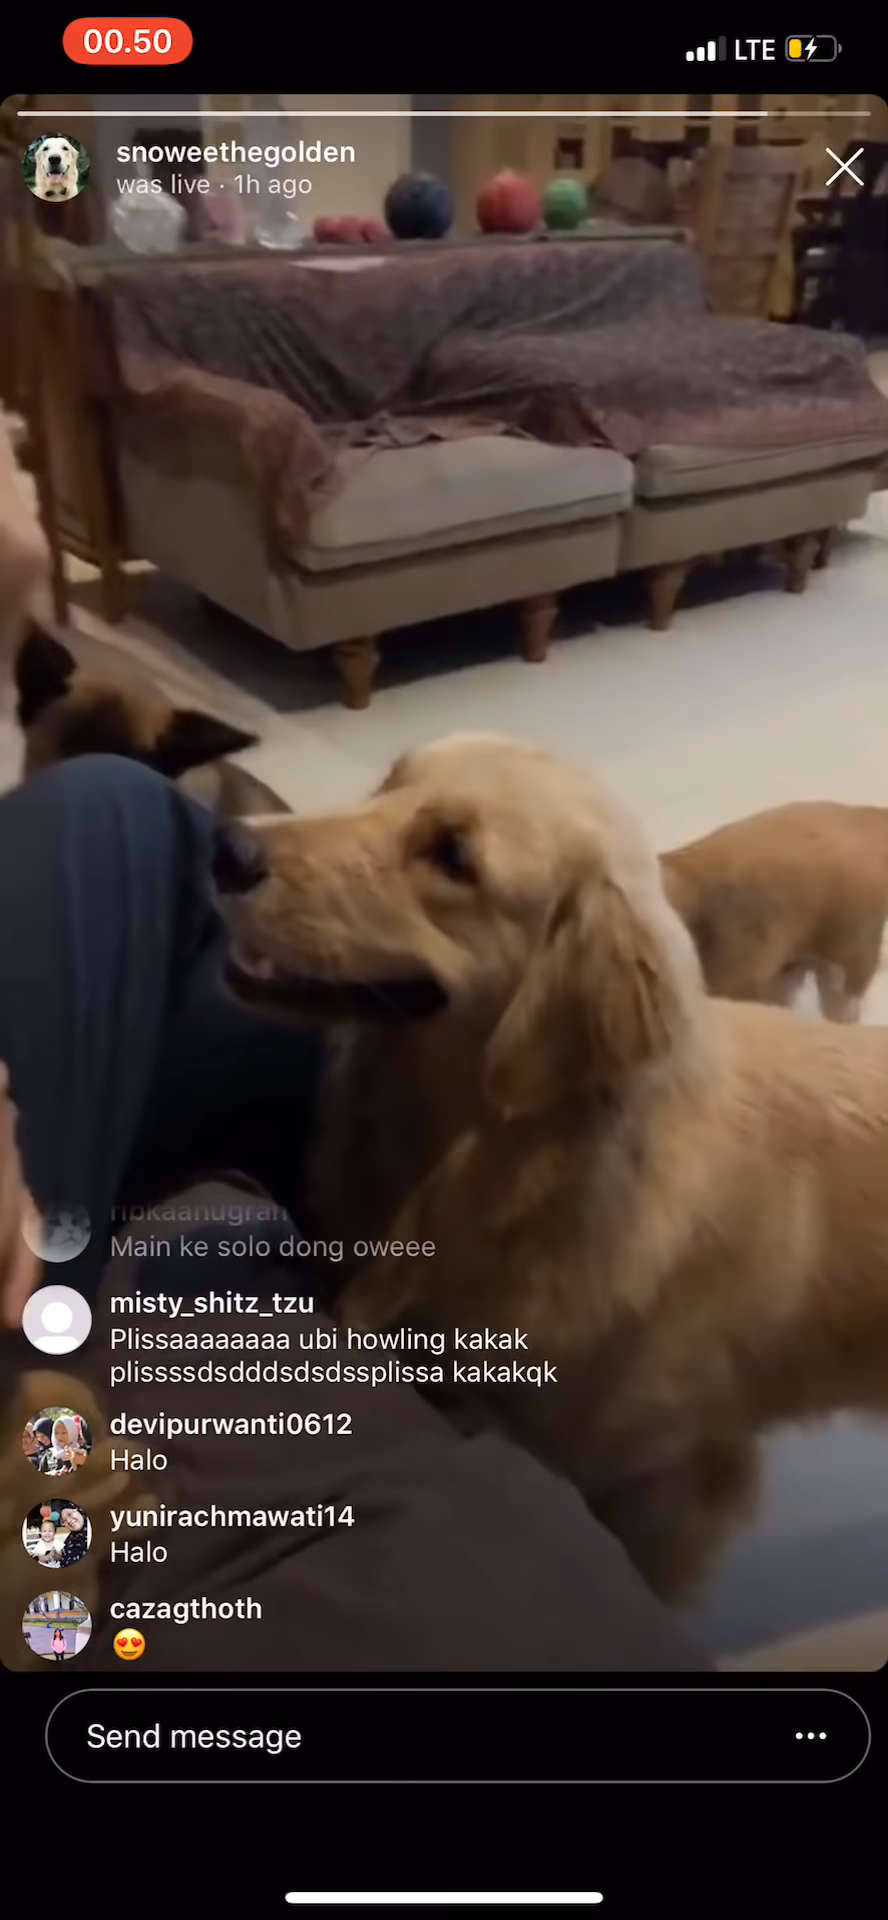 00.50
LTE
snoweethegolden
was live · 1h ago
ribkaanugrah
Main ke solo dong oweee
misty_shitz_tzu
Plissaaaaaaaa ubi howling kakak
plissssdsdddsdsdssplissa kakakqk
devipurwanti0612
Halo
yunirachmawati14
Halo
cazagthoth
😍
Send message